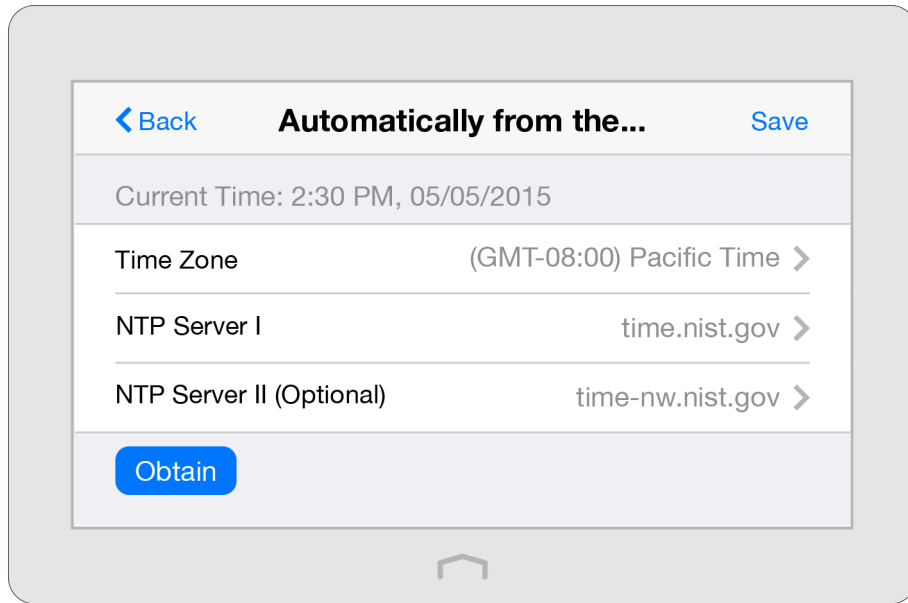 Back Automatically from the... Save
Current Time: 2:30 PM, 05/05/2015
Time Zone (GMT-08:00) Pacific Time
NTP Server I time.nist.gov
NTP Server II (Optional) time-nw.nist.gov
Obtain